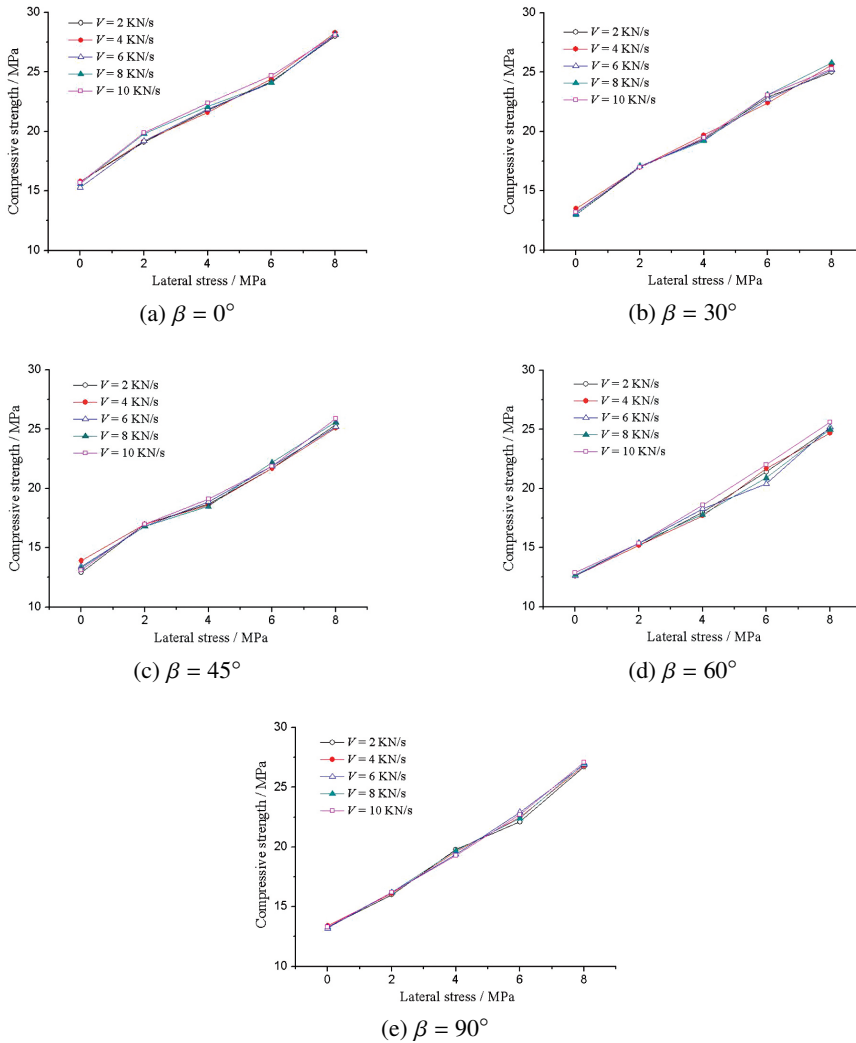 30
25
20
15
10
Compressive strength / MPa
V = 2 KN/s
V = 4 KN/s
V = 6 KN/s
V = 8 KN/s
V = 10 KN/s
0 2 4 6 8
Lateral stress / MPa
(a) β = 0°
30
25
20
15
10
Compressive strength / MPa
V = 2 KN/s
V = 4 KN/s
V = 6 KN/s
V = 8 KN/s
V = 10 KN/s
0 2 4 6 8
Lateral stress / MPa
(b) β = 30°
30
25
20
15
10
Compressive strength / MPa
V = 2 KN/s
V = 4 KN/s
V = 6 KN/s
V = 8 KN/s
V = 10 KN/s
0 2 4 6 8
Lateral stress / MPa
(c) β = 45°
30
25
20
15
10
Compressive strength / MPa
V = 2 KN/s
V = 4 KN/s
V = 6 KN/s
V = 8 KN/s
V = 10 KN/s
0 2 4 6 8
Lateral stress / MPa
(d) β = 60°
30
25
20
15
10
Compressive strength / MPa
V = 2 KN/s
V = 4 KN/s
V = 6 KN/s
V = 8 KN/s
V = 10 KN/s
0 2 4 6 8
Lateral stress / MPa
(e) β = 90°